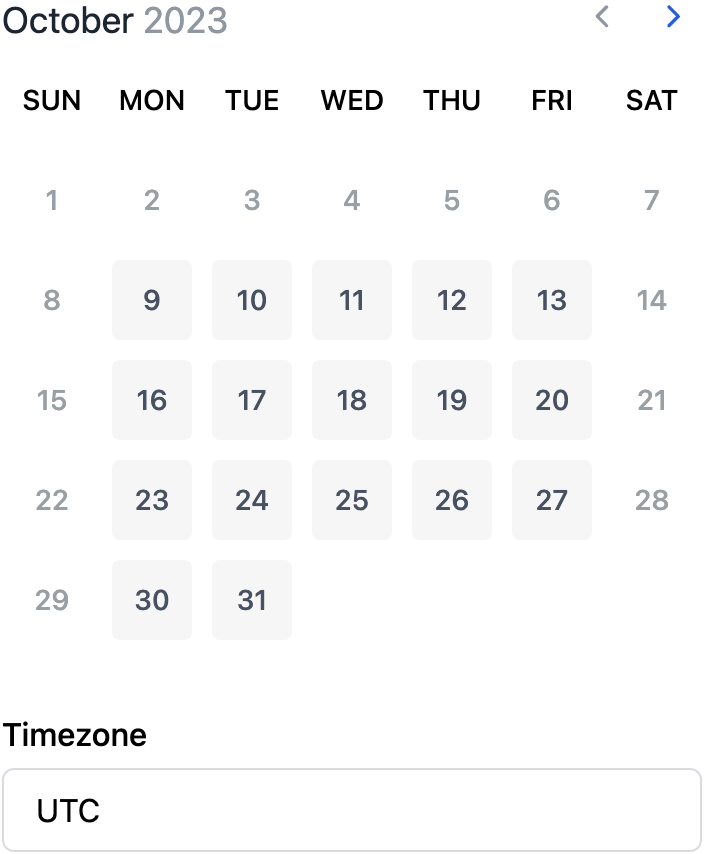 October 2023
SUN MON TUE WED THU FRI SAT
1 2 3 4 5 6 7
8 9 10 11 12 13 14
15 16 17 18 19 20 21
22 23 24 25 26 27 28
29 30 31
Timezone
UTC